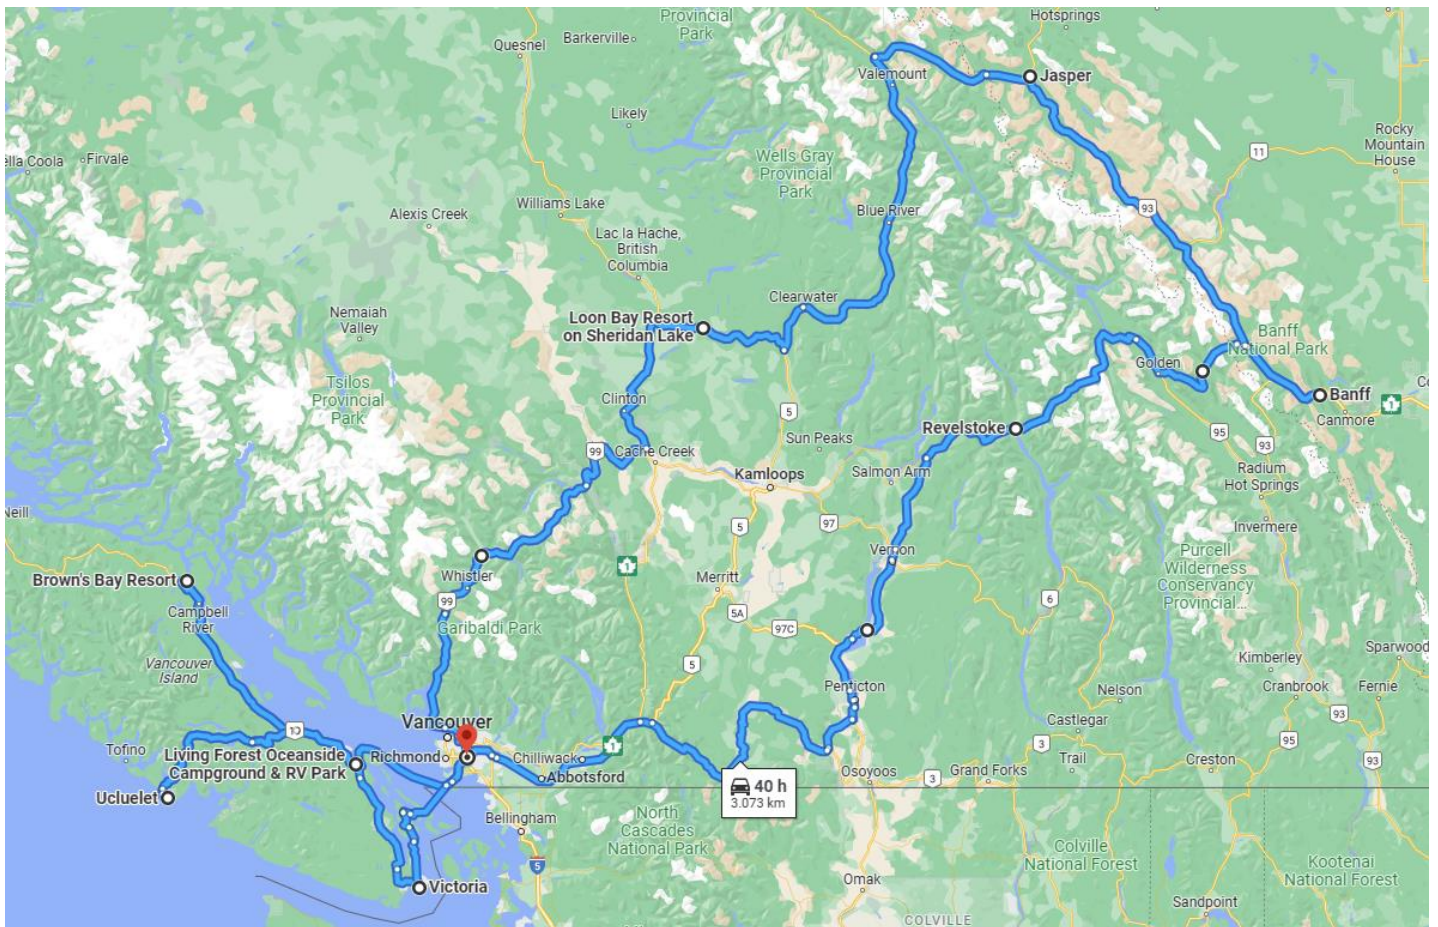 Provincial
Park
Hotsprings
Quesnel
Barkerville
Valemount
Jasper
Likely
Rocky
Mountain
House
11
ella Coola
Firvale
Wells Gray
Provincial
Park
Williams Lake
Alexis Creek
Blue River
93
Lac la Hache,
British
Columbia
Clearwater
Nemaiah
Valley
Loon Bay Resort
on Sheridan Lake
Banff
National Park
Golden
Tsilos
Provincial
Park
Clinton
5
Banff
Canmore
1
Revelstoke
95
93
Sun Peaks
99
Cache Creek
Kamloops
Salmon Arm
Radium
Hot Springs
Neill
5
97
Invermere
Vernon
Purcell
Wilderness
Conservancy
Provincial...
1
Whistler
Merritt
Brown's Bay Resort
99
6
Campbell
River
Garibaldi Park
5A
97C
Vancouver
Island
5
Kimberley
Sparwood
Penticton
Nelson
Cranbrook
Fernie
Vancouver
Castlegar
93
19
Tofino
Living Forest Oceanside
Campground & RV Park
Richmond
Chilliwack
1
3
Trail
95
93
Abbotsford
Osoyoos
3
Grand Forks
Creston
Ucluelet
40 h
3.073 km
Bellingham
North
Cascades
National Park
Colville
National Forest
Kootenai
National Forest
5
Victoria
Omak
Sandpoint
COLVILLE